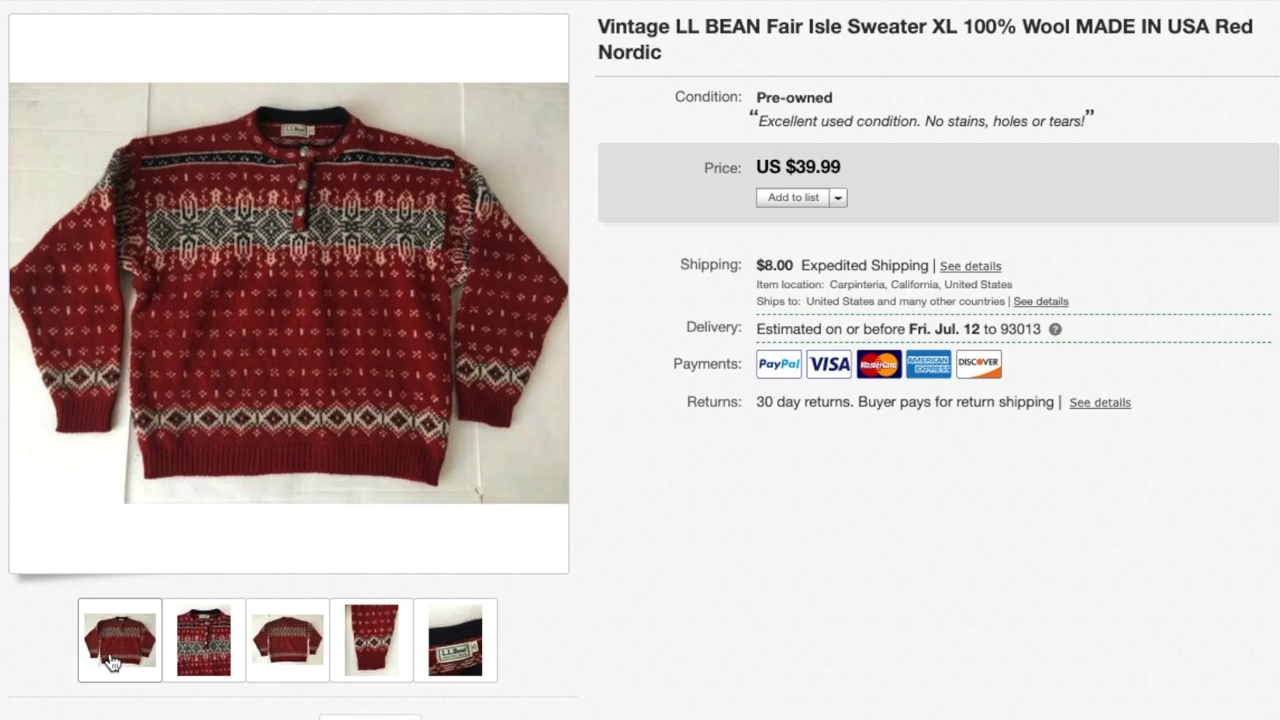 Vintage LL BEAN Fair Isle Sweater XL 100% Wool MADE IN USA Red
Nordic
Condition: Pre-owned
“Excellent used condition. No stains, holes or tears!”
Price: US $39.99
Add to list
Shipping: $8.00 Expedited Shipping | See details
Item location: Carpinteria, California, United States
Ships to: United States and many other countries | See details
Delivery: Estimated on or before Fri. Jul. 12 to 93013 ?
Payments: PayPal VISA MasterCard AMERICAN EXPRESS DISCOVER
Returns: 30 day returns. Buyer pays for return shipping | See details